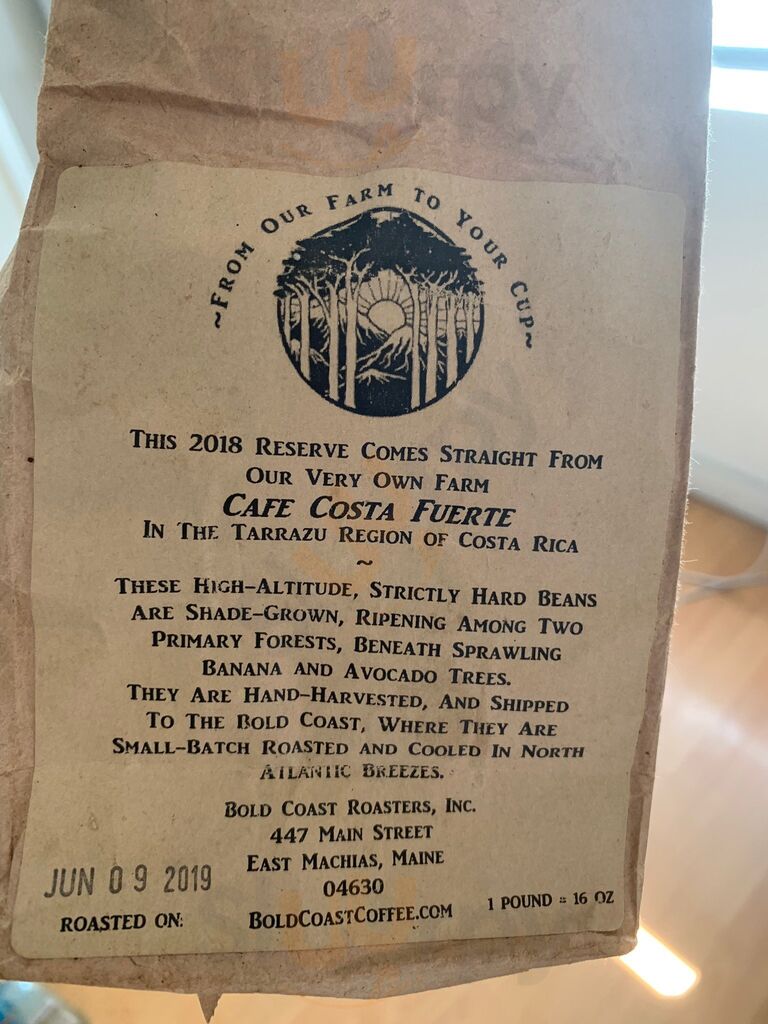 ~From Our Farm to Your Cup~
This 2018 Reserve Comes Straight From
Our Very Own Farm
Cafe Costa Fuerte
In The Tarrazu Region of Costa Rica
~
These High-Altitude, Strictly Hard Beans
are Shade-Grown, Ripening Among Two
Primary Forests, Beneath Sprawling
Banana and Avocado Trees.
They Are Hand-Harvested, And Shipped
To The Bold Coast, Where They Are
Small-Batch Roasted and Cooled In North
Atlantic Breezes.
Bold Coast Roasters, Inc.
447 Main Street
East Machias, Maine
04630
JUN 09 2019
Roasted On:
BoldCoastCoffee.com
1 Pound = 16 oz